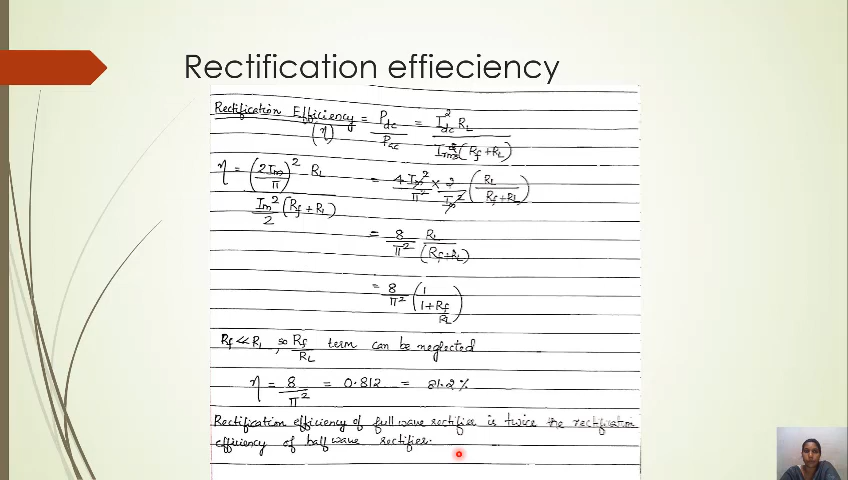 Rectification effieciency
Rectification Efficiency (η) = Pdc / Pac = Idc² RL / Irms² (Rf + RL)
η = (2Im / π)² RL / (Im² / 2) (Rf + RL) = 4Im² / π² × 2 / Im² (RL / Rf + RL)
= 8 / π² RL / (Rf + RL)
= 8 / π² (1 / 1 + Rf / RL)
Rf << RL, so Rf / RL term can be neglected
η = 8 / π² = 0.812 = 81.2%
Rectification efficiency of full wave rectifier is twice the rectification
efficiency of half wave rectifier.